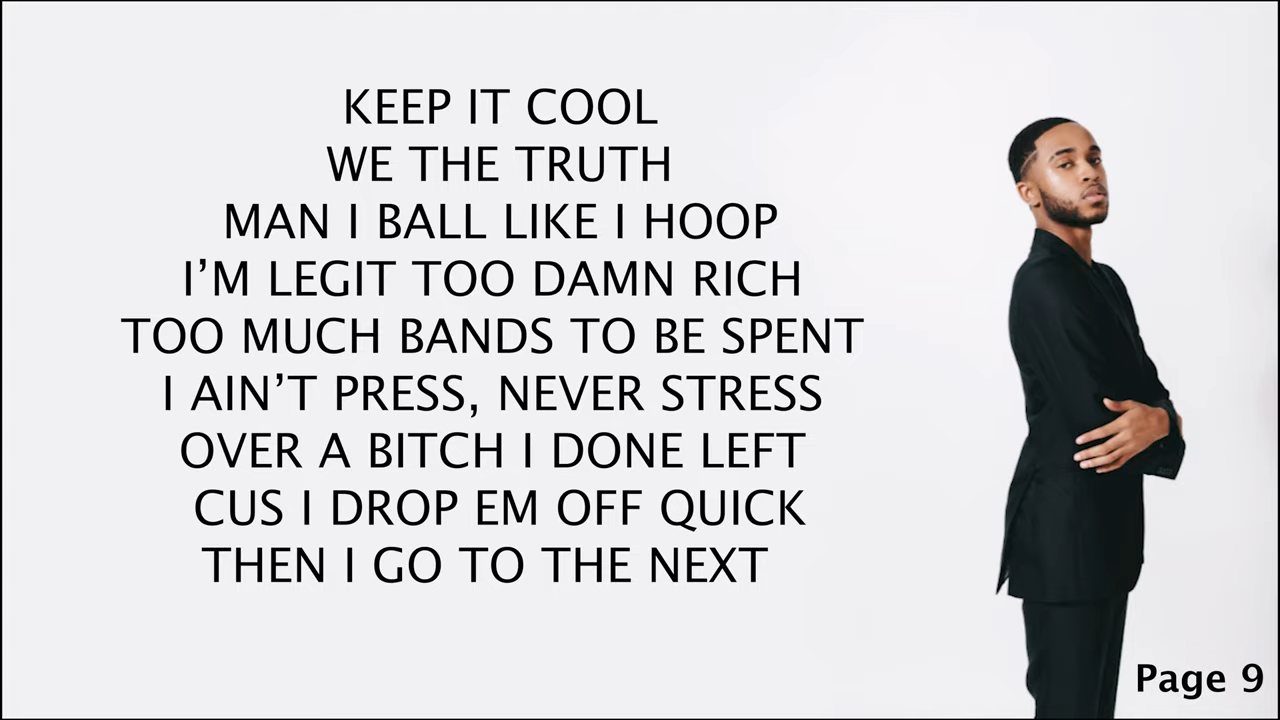 KEEP IT COOL
WE THE TRUTH
MAN I BALL LIKE I HOOP
I’M LEGIT TOO DAMN RICH
TOO MUCH BANDS TO BE SPENT
I AIN’T PRESS, NEVER STRESS
OVER A BITCH I DONE LEFT
CUS I DROP EM OFF QUICK
THEN I GO TO THE NEXT
Page 9